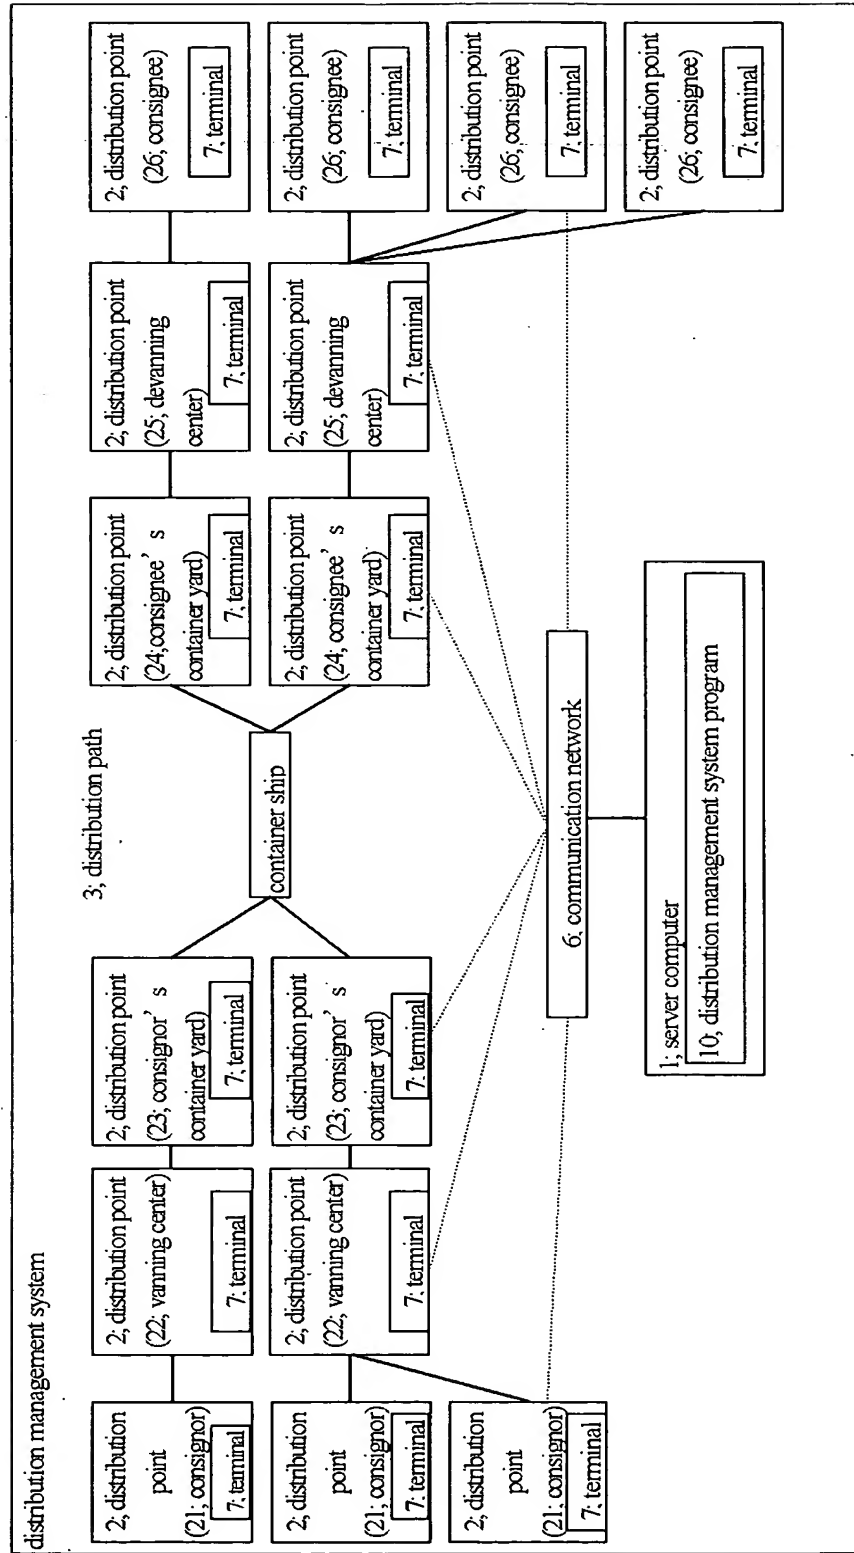 distribution management system
2; distribution
point
(21; consignor)
7; terminal
2; distribution point
(22; vanning center)
7; terminal
2; distribution point
(23; consignor's
container yard)
7; terminal
3; distribution path
container ship
2; distribution point
(24;consignee's
container yard)
7; terminal
2; distribution point
(25; devanning
center)
7; terminal
2; distribution point
(26; consignee)
7; terminal
2; distribution
point
(21; consignor)
7; terminal
2; distribution point
(22; vanning center)
7; terminal
2; distribution point
(23; consignor's
container yard)
7; terminal
2; distribution point
(24; consignee's
container yard)
7; terminal
2; distribution point
(25; devanning
center)
7; terminal
2; distribution point
(26; consignee)
7; terminal
2; distribution
point
(21; consignor)
7; terminal
2; distribution point
(26; consignee)
7; terminal
2; distribution point
(26; consignee)
7; terminal
6; communication network
1; server computer
10; distribution management system program